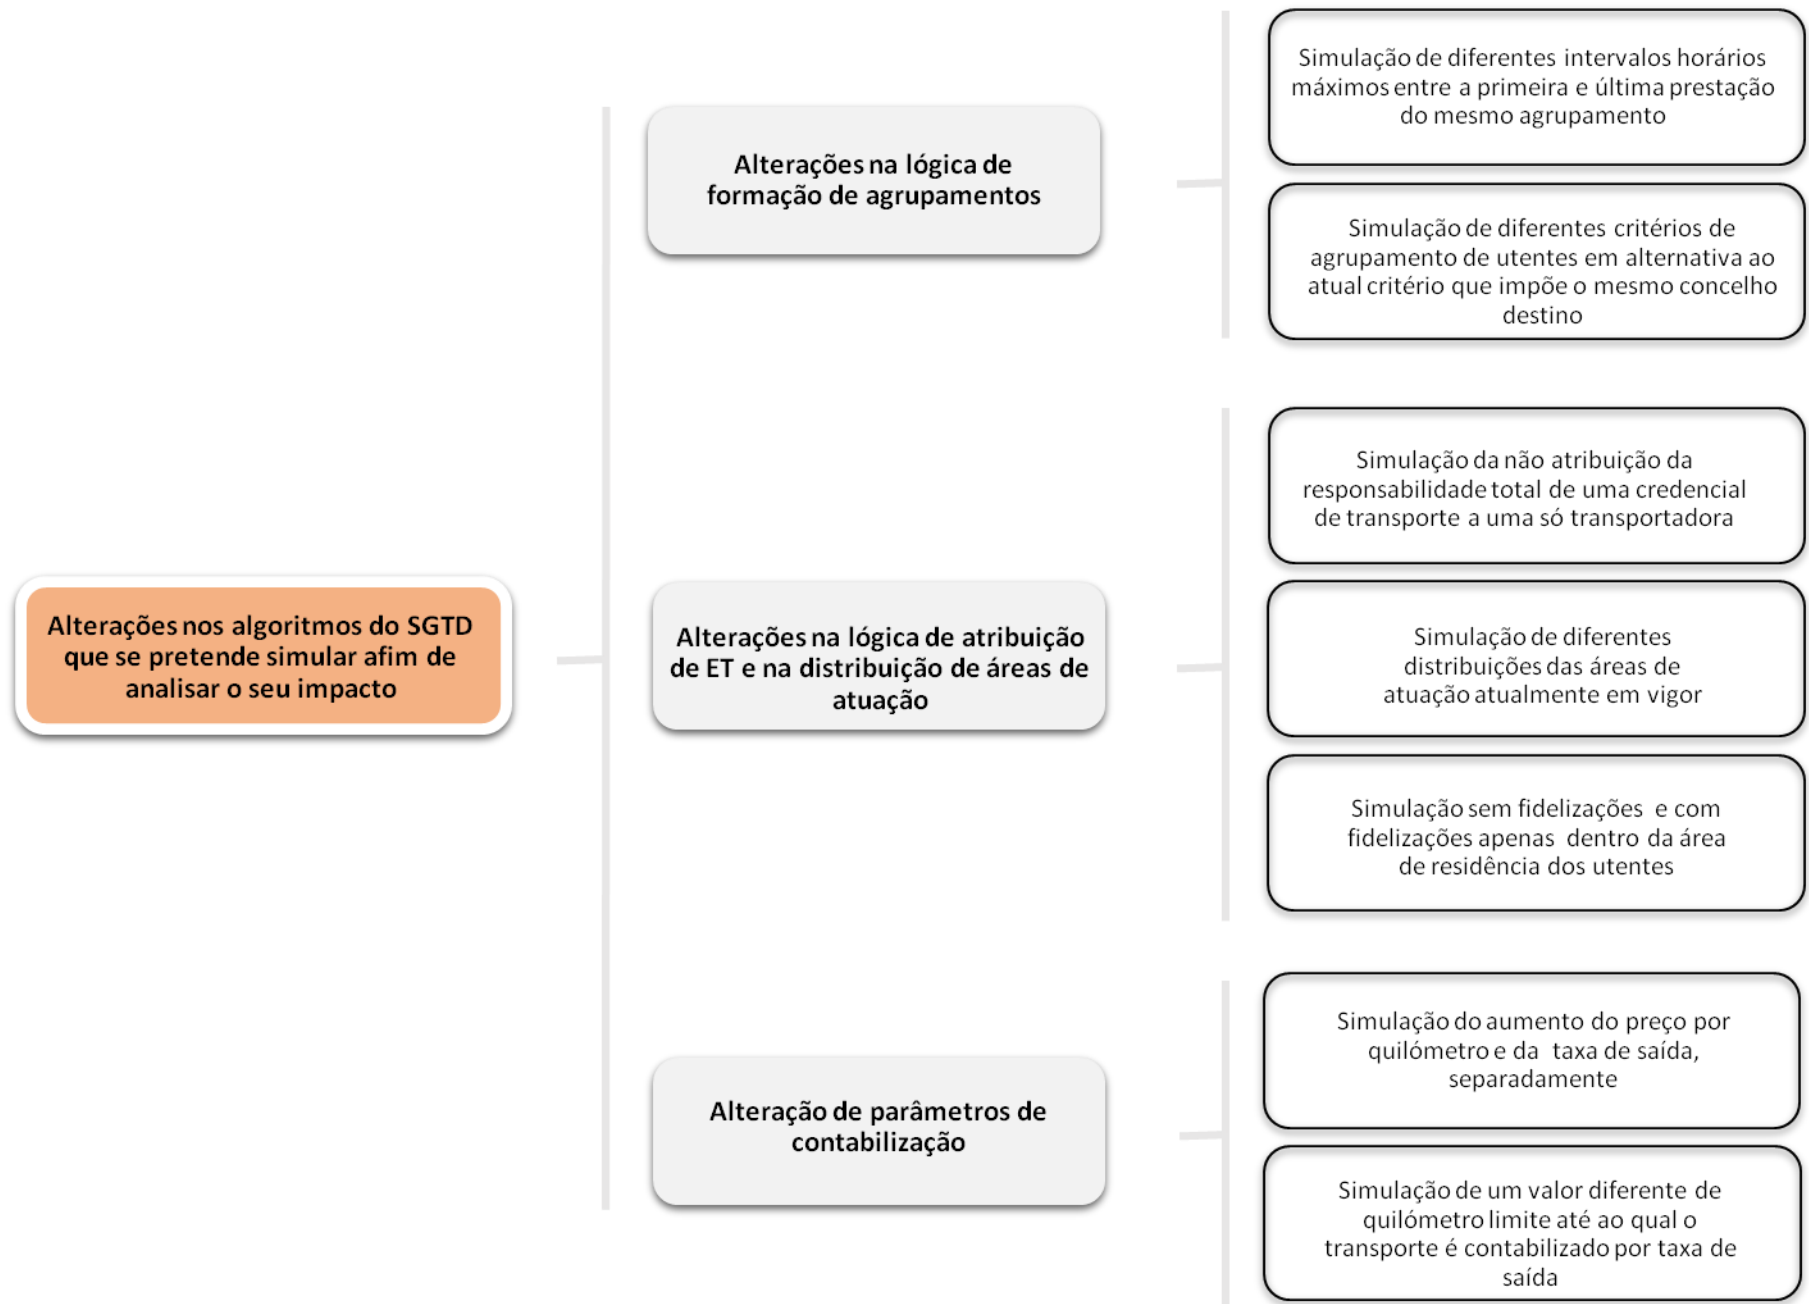 Alterações nos algoritmos do SGTD
que se pretende simular afim de
analisar o seu impacto
Alterações na lógica de
formação de agrupamentos
Simulação de diferentes intervalos horários
máximos entre a primeira e última prestação
do mesmo agrupamento
Simulação de diferentes critérios de
agrupamento de utentes em alternativa ao
atual critério que impõe o mesmo concelho
destino
Alterações na lógica de atribuição
de ET e na distribuição de áreas de
atuação
Simulação da não atribuição da
responsabilidade total de uma credencial
de transporte a uma só transportadora
Simulação de diferentes
distribuições das áreas de
atuação atualmente em vigor
Simulação sem fidelizações e com
fidelizações apenas dentro da área
de residência dos utentes
Alteração de parâmetros de
contabilização
Simulação do aumento do preço por
quilómetro e da taxa de saída,
separadamente
Simulação de um valor diferente de
quilómetro limite até ao qual o
transporte é contabilizado por taxa de
saída